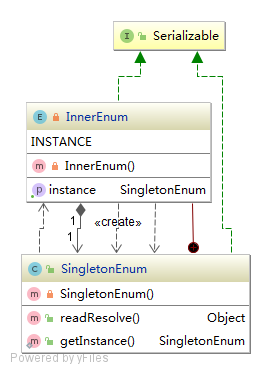 I Serializable
E InnerEnum
INSTANCE
m InnerEnum()
p instance SingletonEnum
1
«create»
1
C SingletonEnum
m SingletonEnum()
m readResolve() Object
m getInstance() SingletonEnum
Powered by yFiles